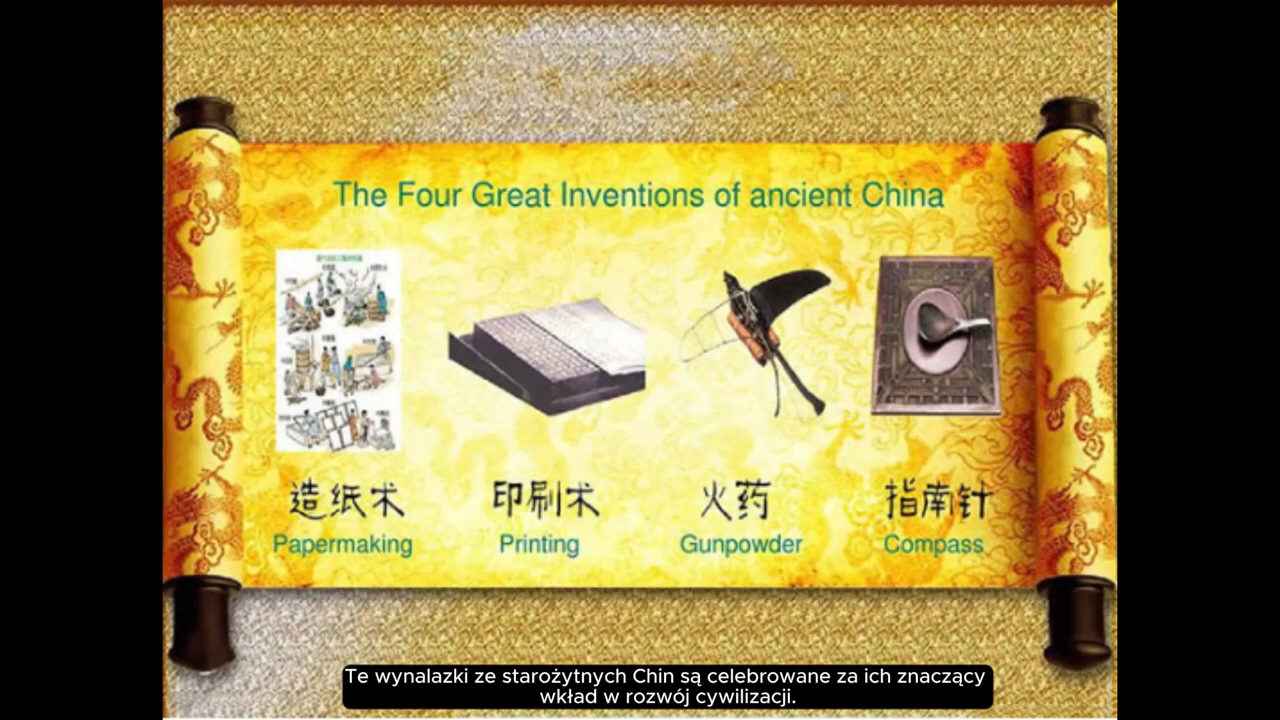 The Four Great Inventions of ancient China
造纸术 印刷术 火药 指南针
Papermaking Printing Gunpowder Compass
Te wynalazki ze starożytnych Chin są celebrowane za ich znaczący
wkład w rozwój cywilizacji.